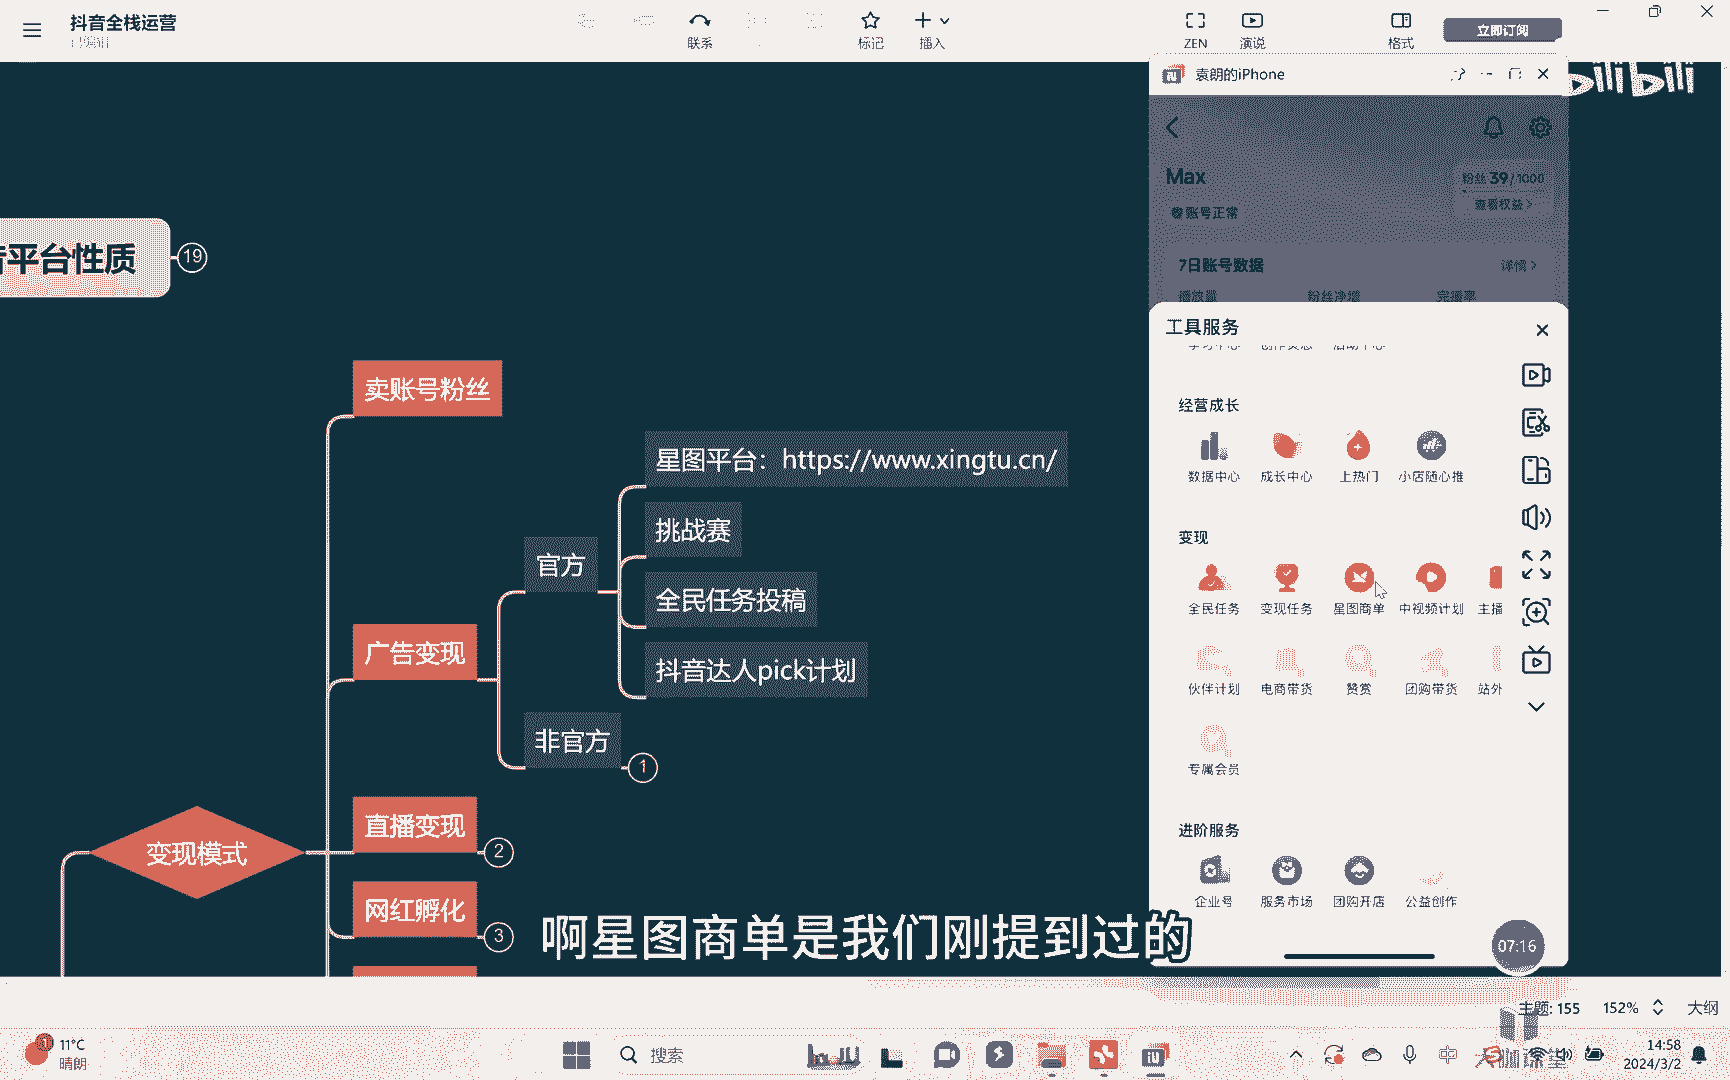 抖音全栈运营
联系
标记
插入
ZEN
演说
格式
立即订阅
袁朗的iPhone
bilibili
Max
粉丝 39/1000
账号正常
查看权益 >
7日账号数据
详情 >
播放量
粉丝净增
完播率
工具服务
经营成长
数据中心
成长中心
上热门
小店随心推
变现
全民任务
变现任务
星图商单
中视频计划
主播
伙伴计划
电商带货
赞赏
团购带货
站外
专属会员
进阶服务
企业号
服务市场
团购开店
公益创作
07:16
平台性质
19
卖账号粉丝
星图平台：https://www.xingtu.cn/
挑战赛
官方
全民任务投稿
广告变现
抖音达人pick计划
非官方
1
直播变现
2
变现模式
网红孵化
3
啊星图商单是我们刚提到过的
主题: 155
152%
大纲
1
11°C
晴朗
搜索
中
14:58
2024/3/2